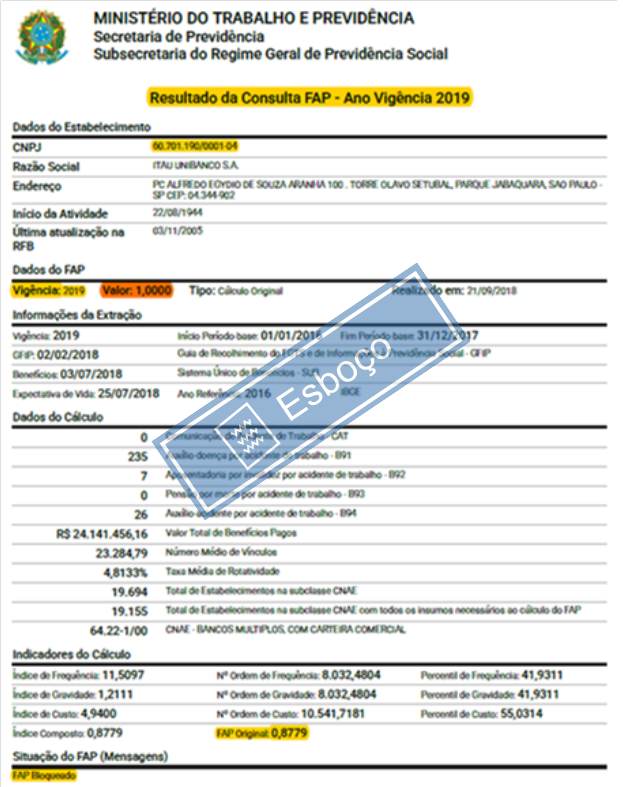 MINISTÉRIO DO TRABALHO E PREVIDÊNCIA
Secretaria de Previdência
Subsecretaria do Regime Geral de Previdência Social
Resultado da Consulta FAP - Ano Vigência 2019
Dados do Estabelecimento
CNPJ 60.701.190/0001-04
Razão Social ITAU UNIBANCO S.A.
Endereço PC ALFREDO EGYDIO DE SOUZA ARANHA 100 . TORRE OLAVO SETUBAL, PARQUE JABAQUARA, SAO PAULO -
SP CEP: 04.344-902
Início da Atividade 22/08/1944
Última atualização na 03/11/2005
RFB
Dados do FAP
Vigência: 2019 Valor: 1,0000 Tipo: Cálculo Original Realizado em: 21/09/2018
Informações da Extração
Vigência: 2019 Início Período-base: 01/01/2016 Fim Período base: 31/12/2017
GFIP: 02/02/2018 Guia de Recolhimento do FGTS e de Informações à Previdência Social - GFIP
Benefícios: 03/07/2018 Sistema Único de Benefícios - SUB
Expectativa de Vida: 25/07/2018 Ano Referência: 2016 IBGE
Esboço
Dados do Cálculo
0 Comunicação de Acidente de Trabalho - CAT
235 Auxílio-doença por acidente de trabalho - B91
7 Aposentadoria por invalidez por acidente de trabalho - B92
0 Pensão por morte por acidente de trabalho - B93
26 Auxílio-acidente por acidente de trabalho - B94
R$ 24.141.456,16 Valor Total de Benefícios Pagos
23.284,79 Número Médio de Vínculos
4,8133% Taxa Média de Rotatividade
19.694 Total de Estabelecimentos na subclasse CNAE
19.155 Total de Estabelecimentos na subclasse CNAE com todos os insumos necessários ao cálculo do FAP
64.22-1/00 CNAE - BANCOS MULTIPLOS, COM CARTEIRA COMERCIAL
Indicadores do Cálculo
Índice de Frequência: 11,5097 Nº Ordem de Frequência: 8.032,4804 Percentil de Frequência: 41,9311
Índice de Gravidade: 1,2111 Nº Ordem de Gravidade: 8.032,4804 Percentil de Gravidade: 41,9311
Índice de Custo: 4,9400 Nº Ordem de Custo: 10.541,7181 Percentil de Custo: 55,0314
Índice Composto: 0,8779 FAP Original: 0,8779
Situação do FAP (Mensagens)
FAP Bloqueado